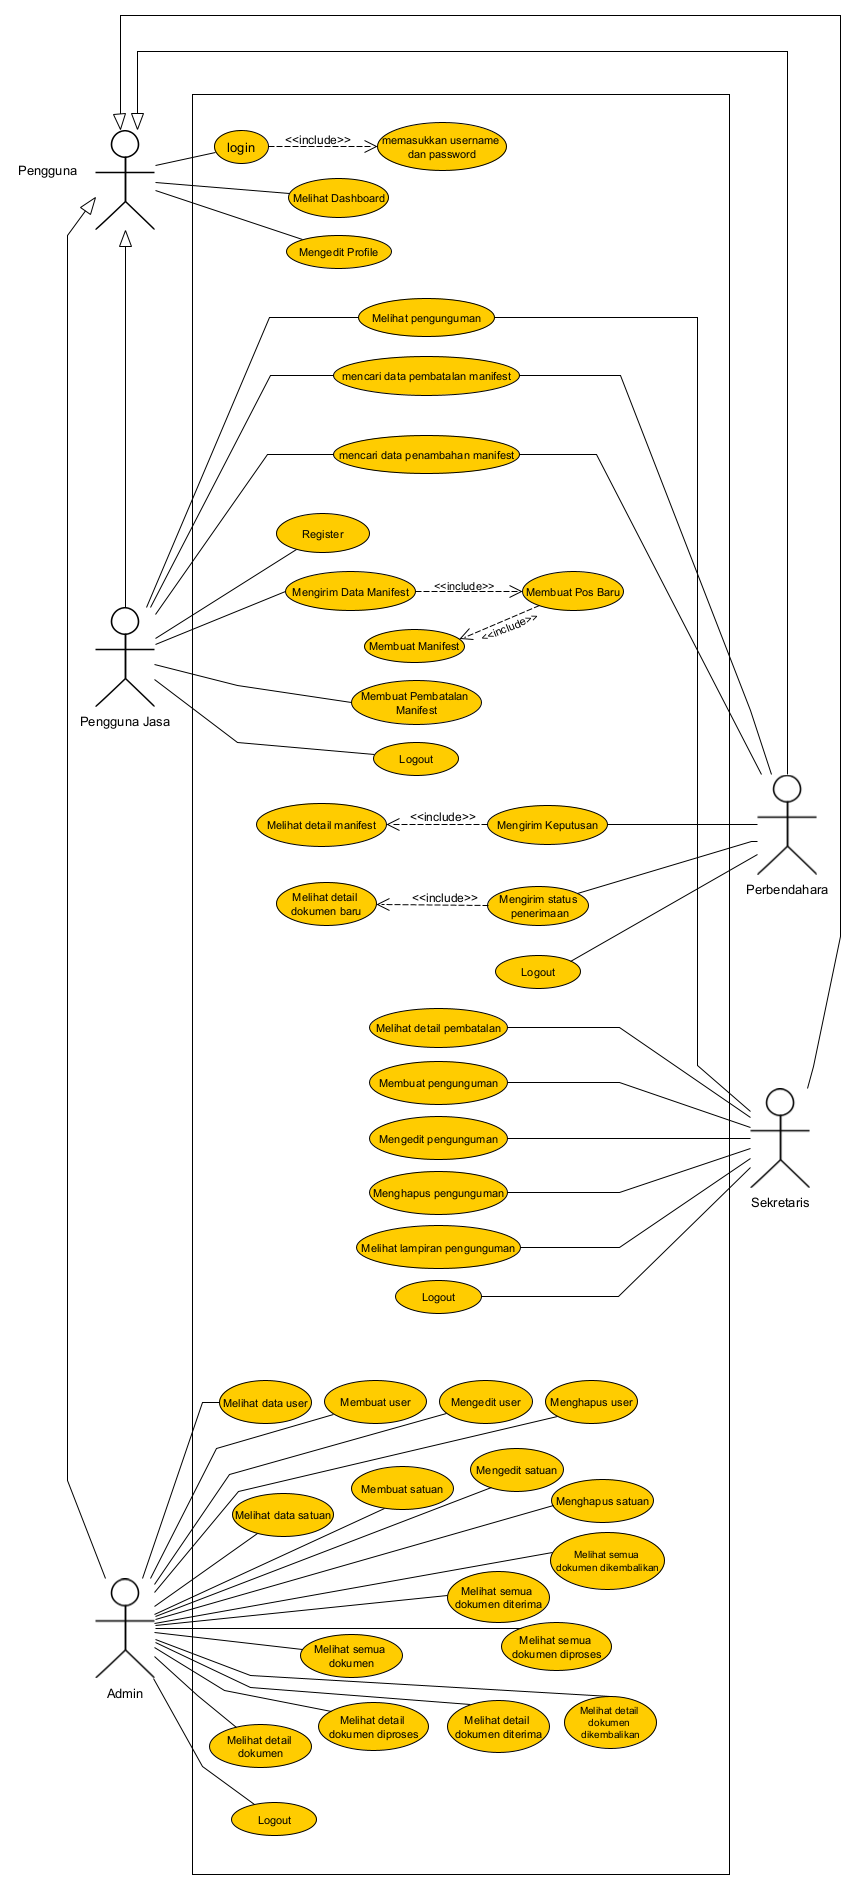 login
<<include>>
memasukkan username
dan password
Pengguna
Melihat Dashboard
Mengedit Profile
Melihat pengunguman
mencari data pembatalan manifest
mencari data penambahan manifest
Register
Mengirim Data Manifest
<<include>>
Membuat Pos Baru
<<include>>
Membuat Manifest
Membuat Pembatalan
Manifest
Pengguna Jasa
Logout
Melihat detail manifest
<<include>>
Mengirim Keputusan
Perbendahara
Melihat detail
dokumen baru
<<include>>
Mengirim status
penerimaan
Logout
Melihat detail pembatalan
Membuat pengunguman
Mengedit pengunguman
Menghapus pengunguman
Sekretaris
Melihat lampiran pengunguman
Logout
Melihat data user
Membuat user
Mengedit user
Menghapus user
Mengedit satuan
Membuat satuan
Menghapus satuan
Melihat data satuan
Melihat semua
dokumen dikembalikan
Melihat semua
dokumen diterima
Melihat semua
dokumen diproses
Melihat semua
dokumen
Admin
Melihat detail
dokumen
dikembalikan
Melihat detail
dokumen diproses
Melihat detail
dokumen diterima
Melihat detail
dokumen
Logout